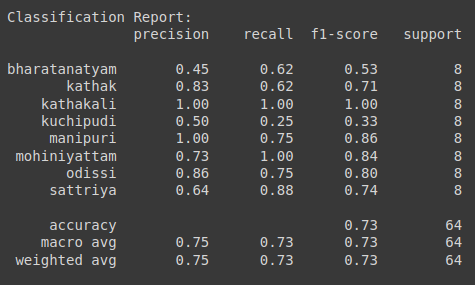 Classification Report:
precision recall f1-score support
bharatanatyam 0.45 0.62 0.53 8
kathak 0.83 0.62 0.71 8
kathakali 1.00 1.00 1.00 8
kuchipudi 0.50 0.25 0.33 8
manipuri 1.00 0.75 0.86 8
mohiniyattam 0.73 1.00 0.84 8
odissi 0.86 0.75 0.80 8
sattriya 0.64 0.88 0.74 8
accuracy 0.73 64
macro avg 0.75 0.73 0.73 64
weighted avg 0.75 0.73 0.73 64